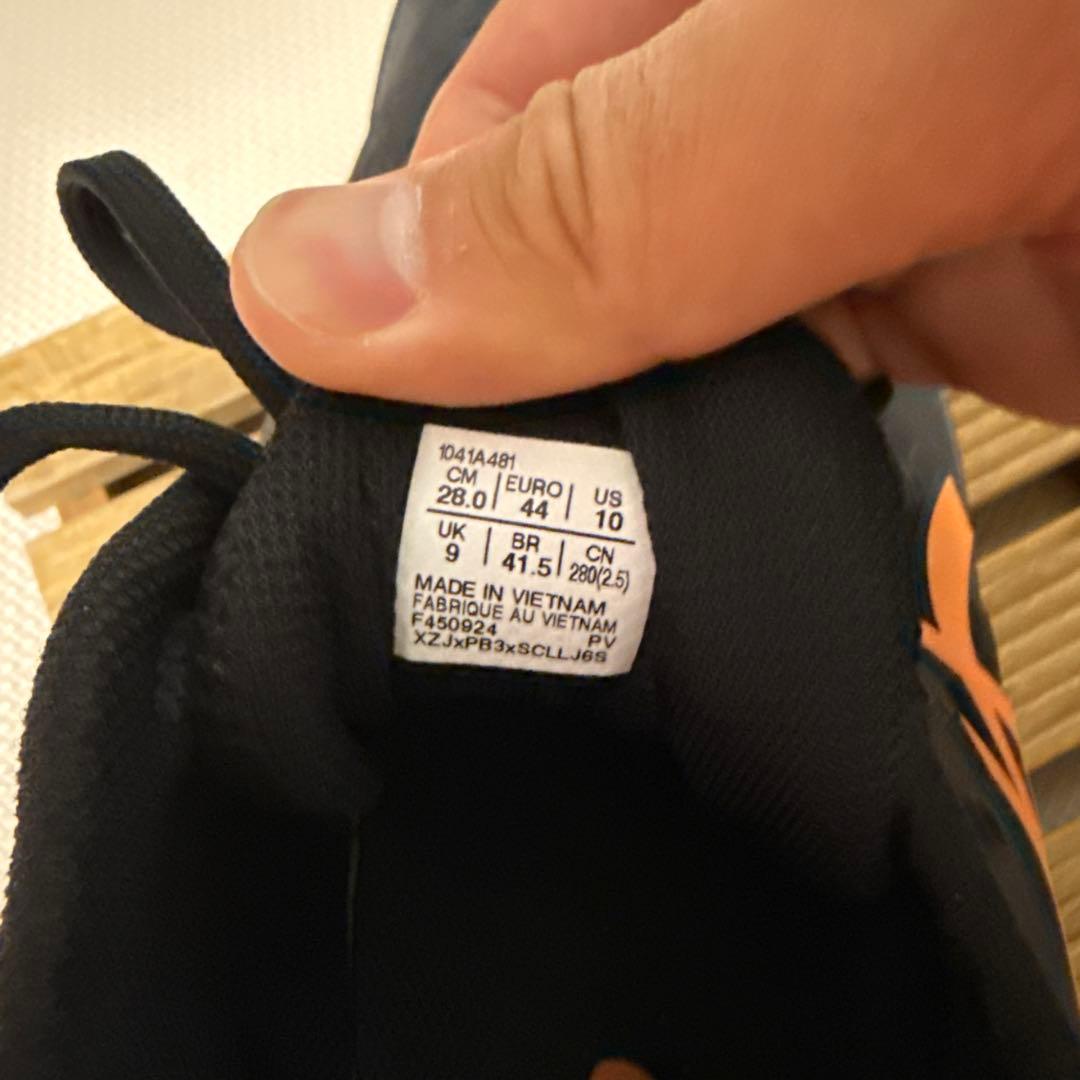 1041A481
CM EURO US
28.0 44 10
UK BR CN
9 41.5 280(2.5)
MADE IN VIETNAM
FABRIQUE AU VIETNAM
F450924 PV
XZJxPB3xSCLLJ6S